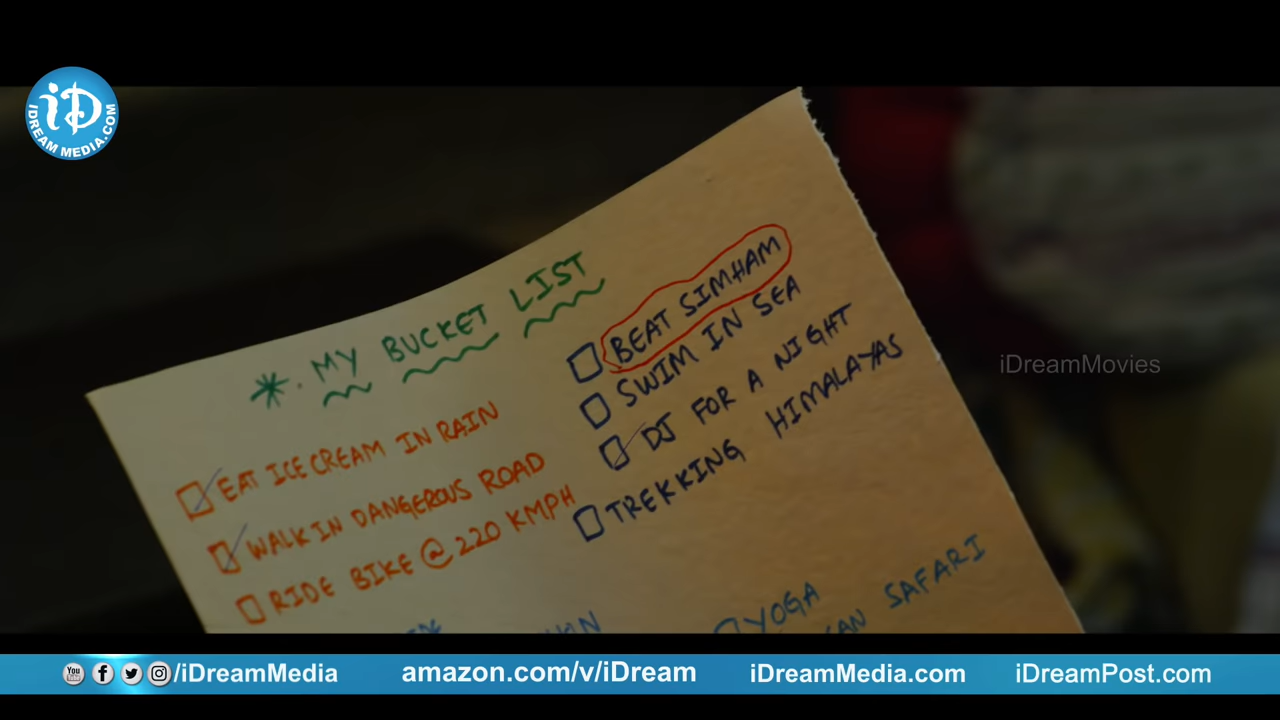 iD
IDREAM MEDIA.COM
*. MY BUCKET LIST
EAT ICE CREAM IN RAIN
WALK IN DANGEROUS ROAD
RIDE BIKE @ 220 KMPH
BEAT SIMHAM
SWIM IN SEA
DJ FOR A NIGHT
TREKKING HIMALAYAS
YOGA
SAFARI
iDreamMovies
You /iDreamMedia
amazon.com/v/iDream
iDreamMedia.com
iDreamPost.com